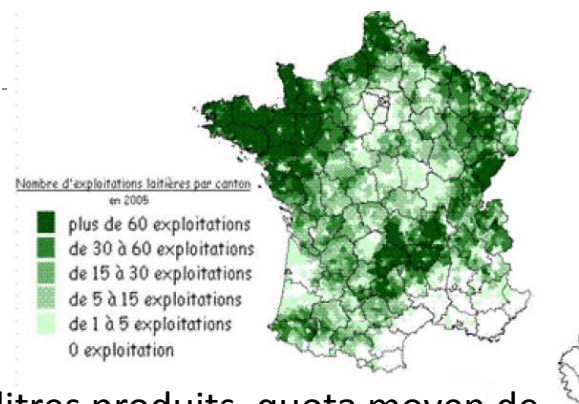 Nombre d'exploitations laitières par canton
en 2005
plus de 60 exploitations
de 30 à 60 exploitations
de 15 à 30 exploitations
de 5 à 15 exploitations
de 1 à 5 exploitations
0 exploitation
litres produits, quota moyen de